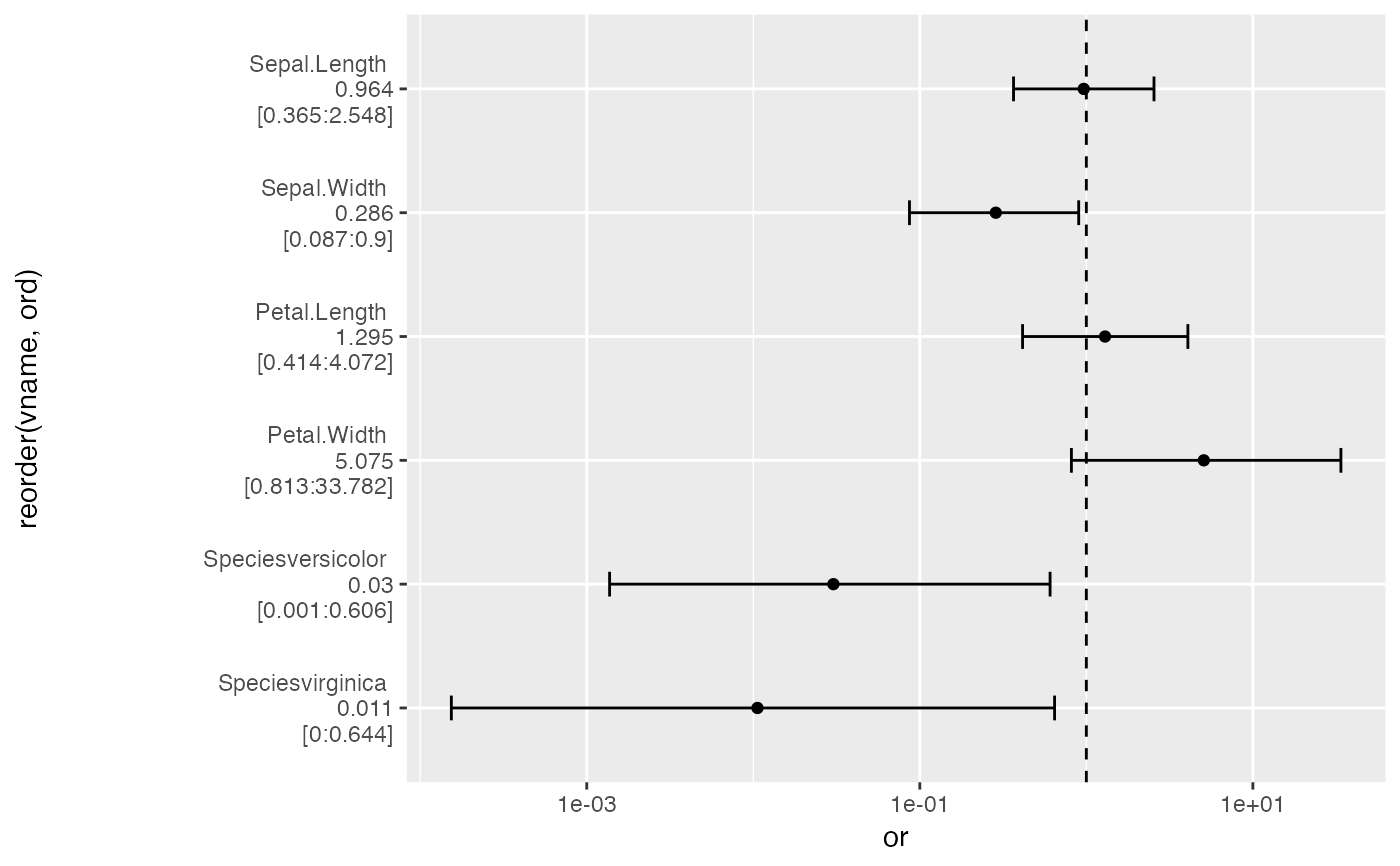 Sepal.Length
0.964
[0.365:2.548]
Sepal.Width
0.286
[0.087:0.9]
Petal.Length
1.295
[0.414:4.072]
Petal.Width
5.075
[0.813:33.782]
Speciesversicolor
0.03
[0.001:0.606]
Speciesvirginica
0.011
[0:0.644]
reorder(vname, ord)
1e-03
1e-01
1e+01
or